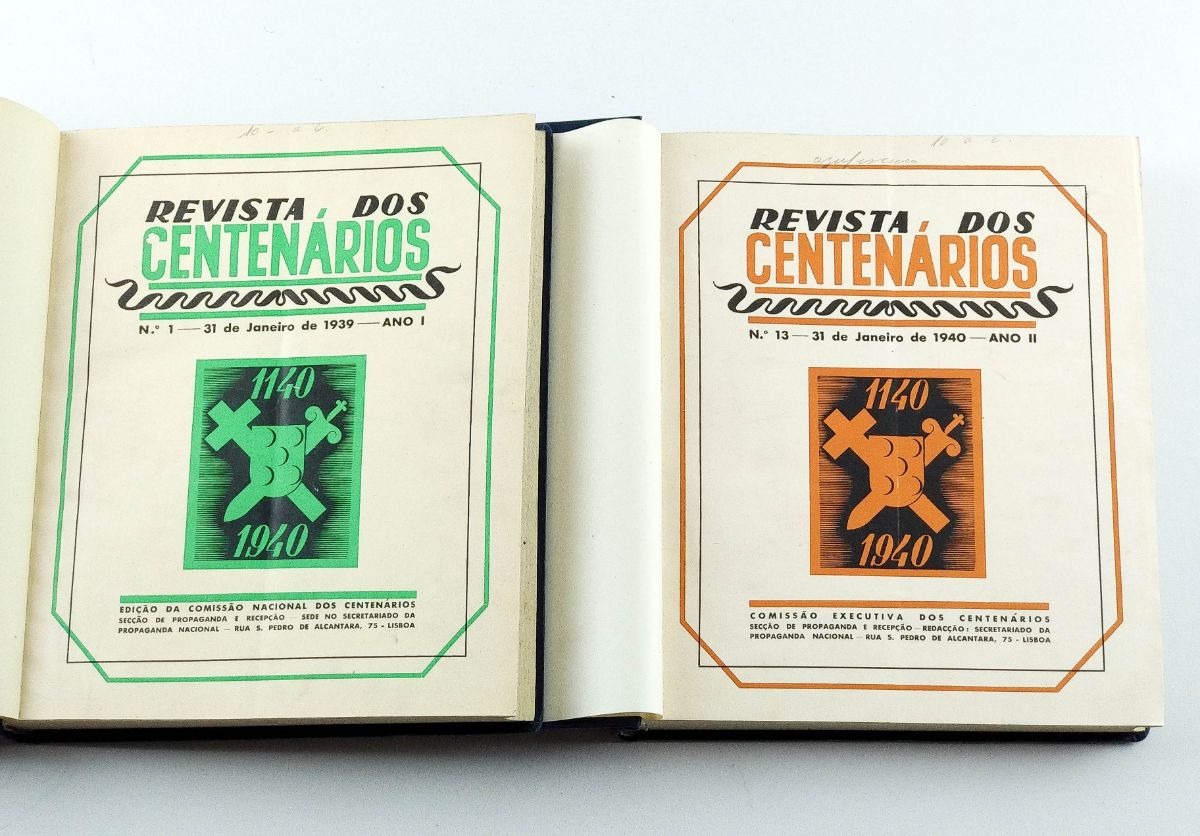 10 - a c.
REVISTA DOS
CENTENÁRIOS
N.º 1 — 31 de Janeiro de 1939 — ANO I
1140
1940
EDIÇÃO DA COMISSÃO NACIONAL DOS CENTENÁRIOS
SECÇÃO DE PROPAGANDA E RECEPÇÃO — SEDE NO SECRETARIADO DA
PROPAGANDA NACIONAL — RUA S. PEDRO DE ALCANTARA, 75 - LISBOA
10 a c.
REVISTA DOS
CENTENÁRIOS
N.º 13 — 31 de Janeiro de 1940 — ANO II
1140
1940
COMISSÃO EXECUTIVA DOS CENTENÁRIOS
SECÇÃO DE PROPAGANDA E RECEPÇÃO — REDACÇÃO: SECRETARIADO DA
PROPAGANDA NACIONAL — RUA S. PEDRO DE ALCANTARA, 75 - LISBOA